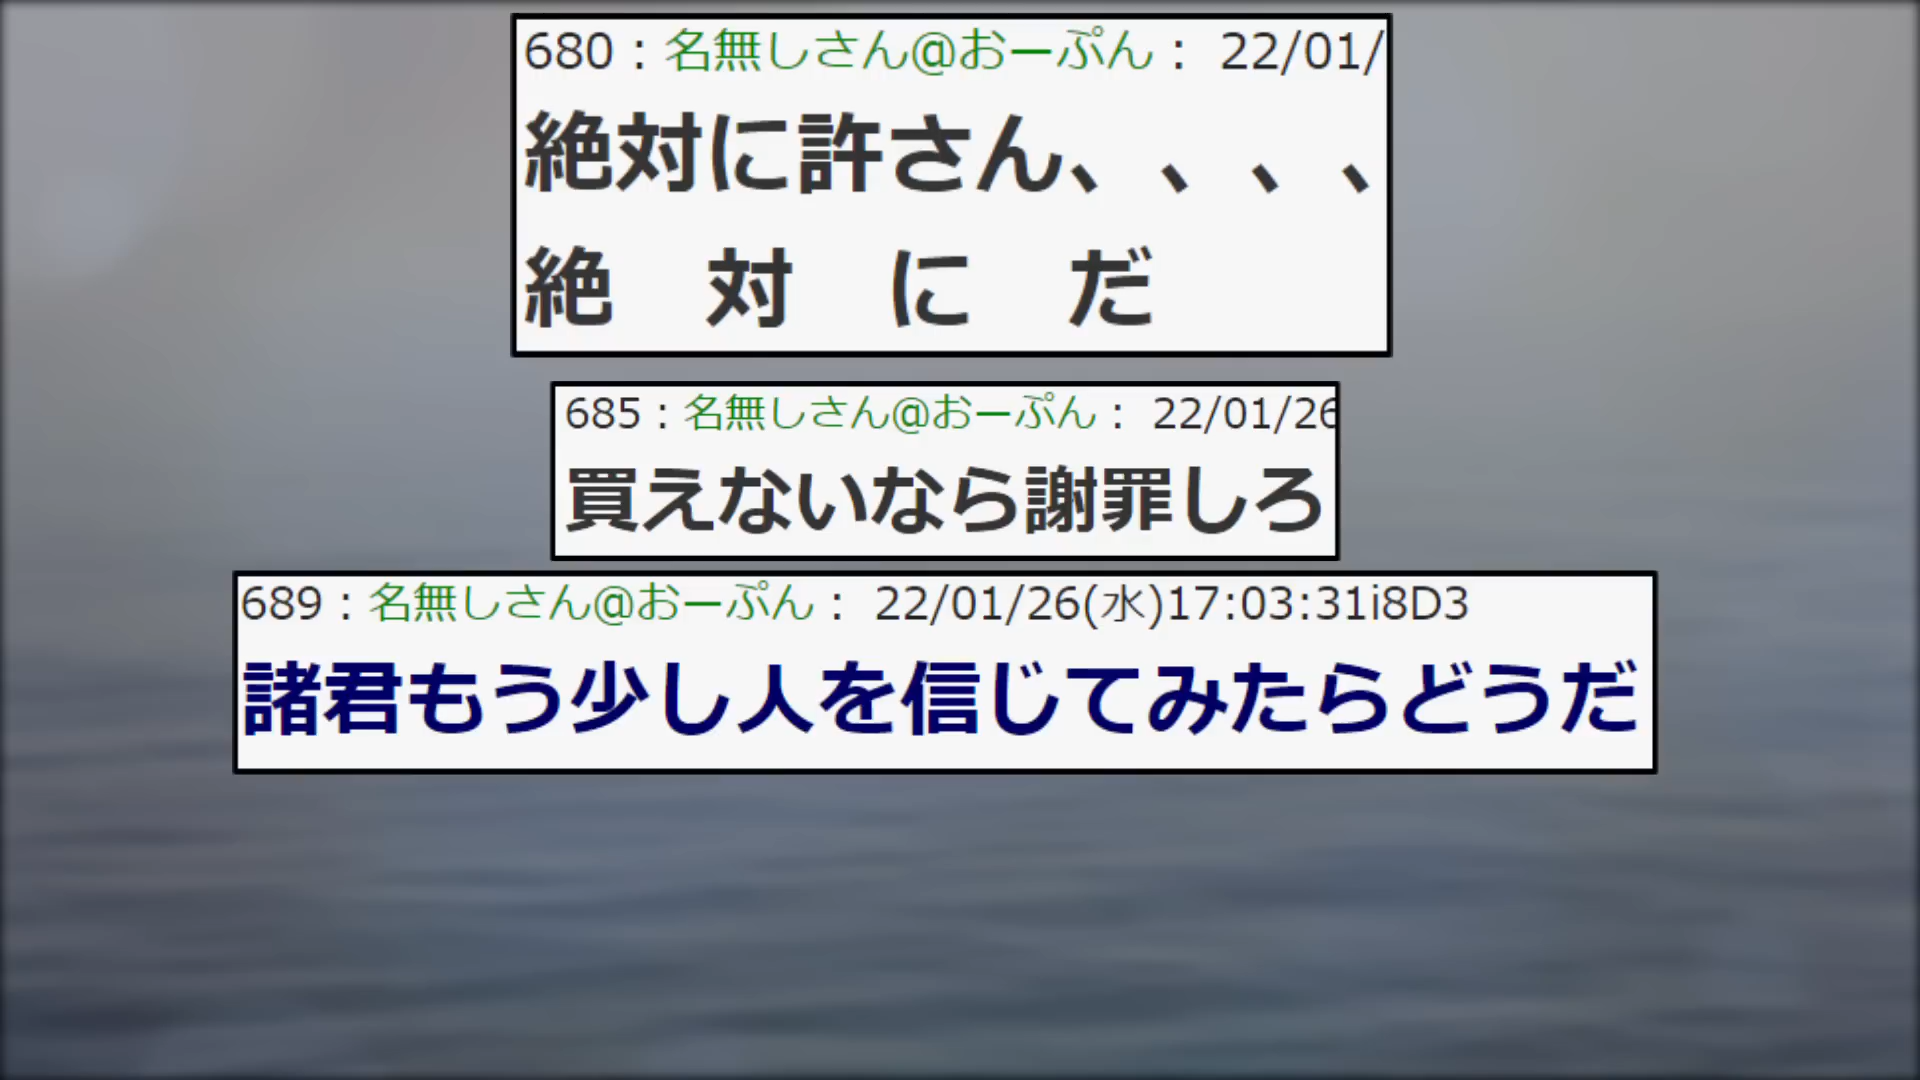 680：名無しさん@おーぷん： 22/01/
絶対に許さん、、、、
絶　対　に　だ
685：名無しさん@おーぷん： 22/01/26
買えないなら謝罪しろ
689：名無しさん@おーぷん： 22/01/26(水)17:03:31i8D3
諸君もう少し人を信じてみたらどうだ